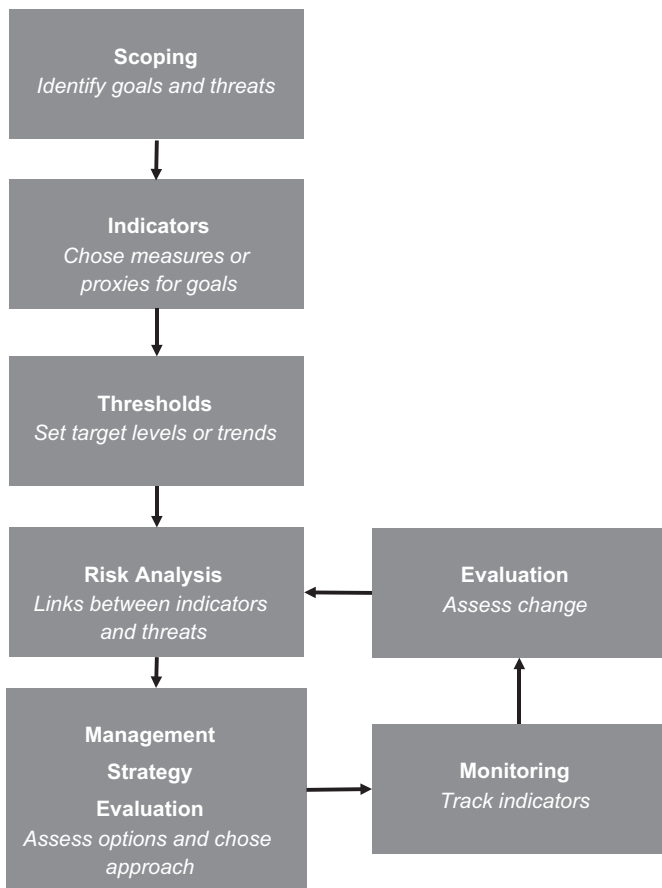 Scoping
Identify goals and threats
Indicators
Chose measures or
proxies for goals
Thresholds
Set target levels or trends
Risk Analysis
Links between indicators
and threats
Evaluation
Assess change
Management
Strategy
Evaluation
Assess options and chose
approach
Monitoring
Track indicators